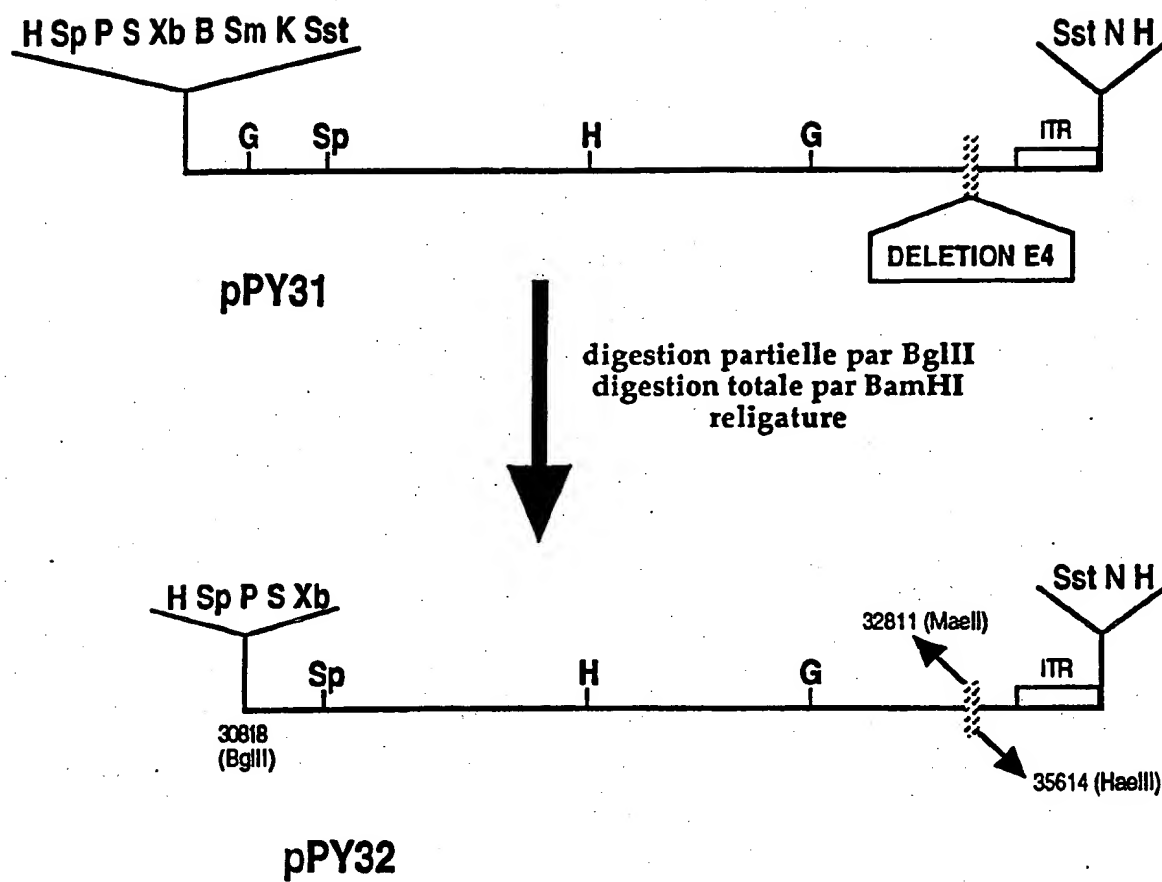 H Sp P S Xb B Sm K Sst
Sst N H
G
Sp
H
G
ITR
DELETION E4
pPY31
digestion partielle par BglII
digestion totale par BamHI
religature
H Sp P S Xb
Sst N H
32811 (MaeII)
Sp
H
G
ITR
30818
(BglII)
35614 (HaeIII)
pPY32